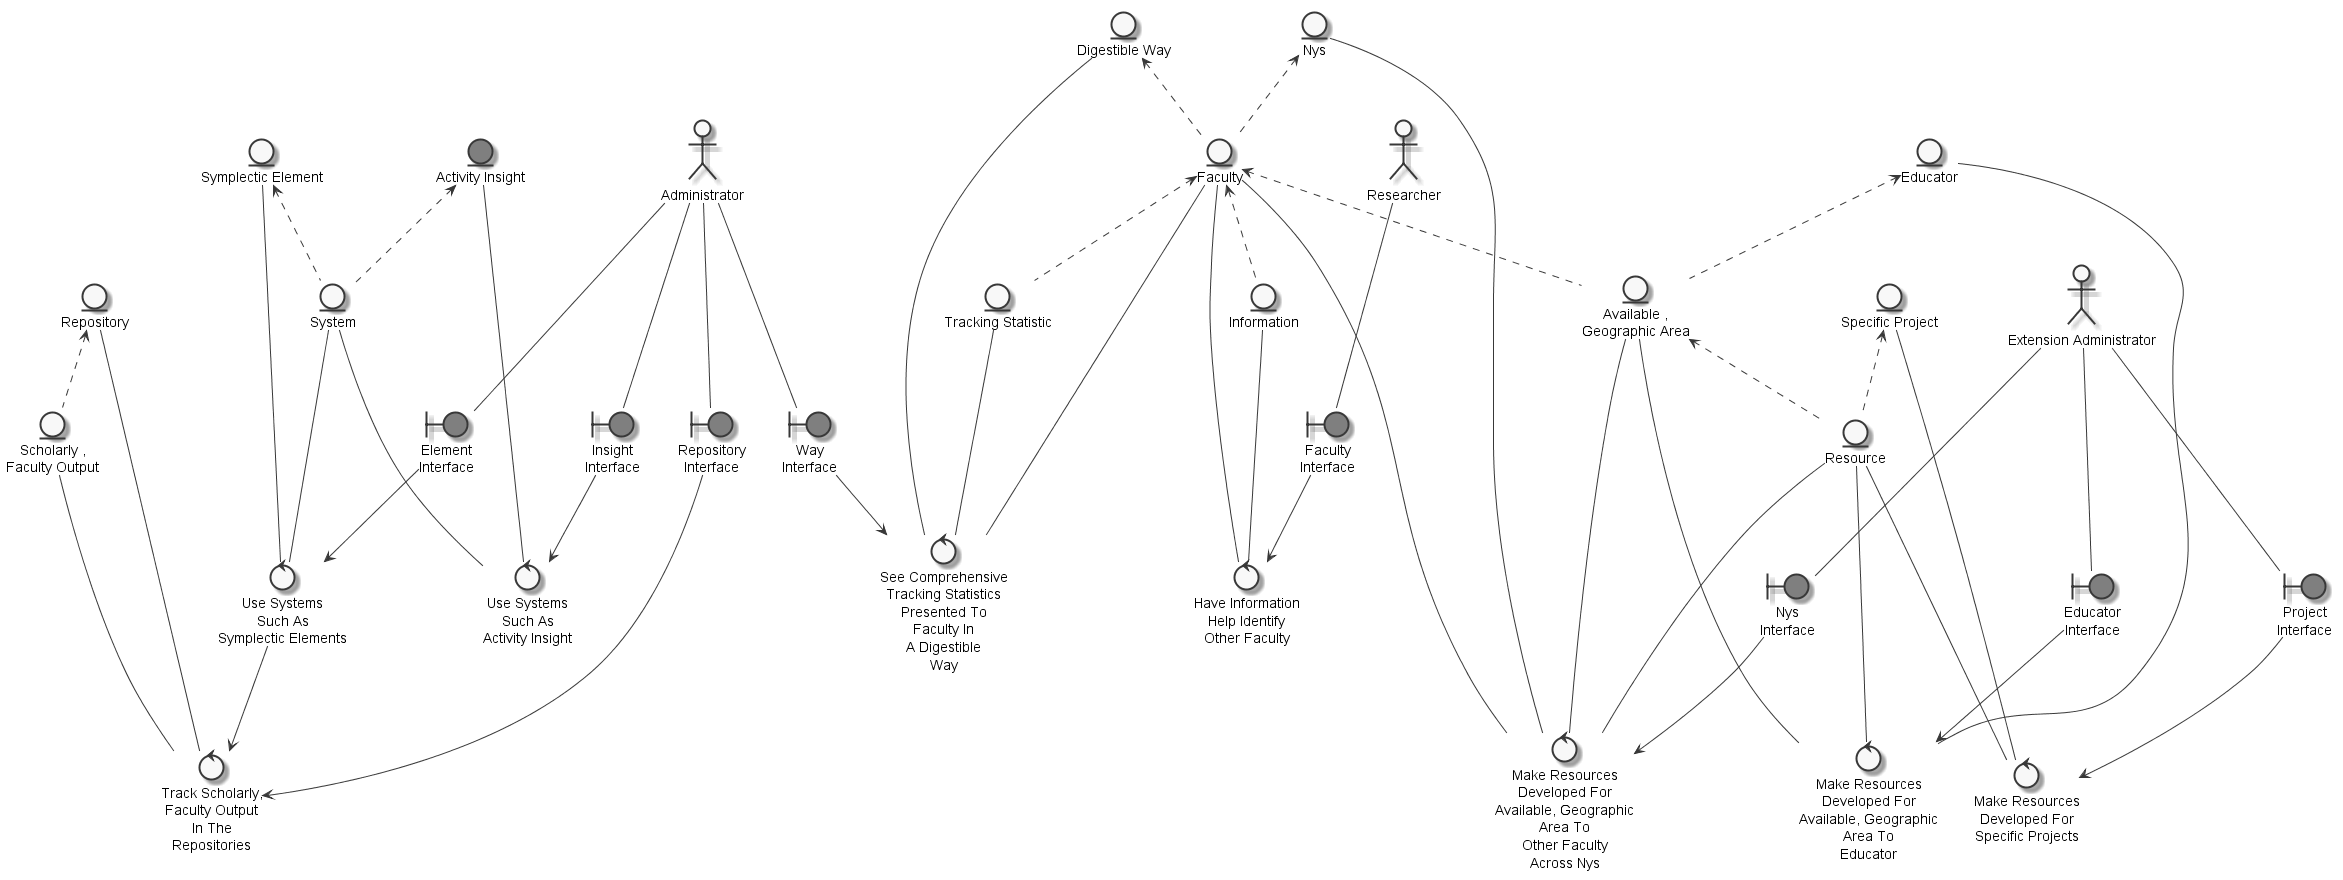 Digestible Way
Nys
Symplectic Element
Activity Insight
Administrator
Faculty
Researcher
Educator
Repository
System
Tracking Statistic
Information
Available ,
Geographic Area
Specific Project
Extension Administrator
Scholarly ,
Faculty Output
Element
Interface
Insight
Interface
Repository
Interface
Way
Interface
Faculty
Interface
Resource
Use Systems
Such As
Symplectic Elements
Use Systems
Such As
Activity Insight
See Comprehensive
Tracking Statistics
Presented To
Faculty In
A Digestible
Way
Have Information
Help Identify
Other Faculty
Nys
Interface
Educator
Interface
Project
Interface
Track Scholarly,
Faculty Output
In The
Repositories
Make Resources
Developed For
Available, Geographic
Area To
Other Faculty
Across Nys
Make Resources
Developed For
Available, Geographic
Area To
Educator
Make Resources
Developed For
Specific Projects